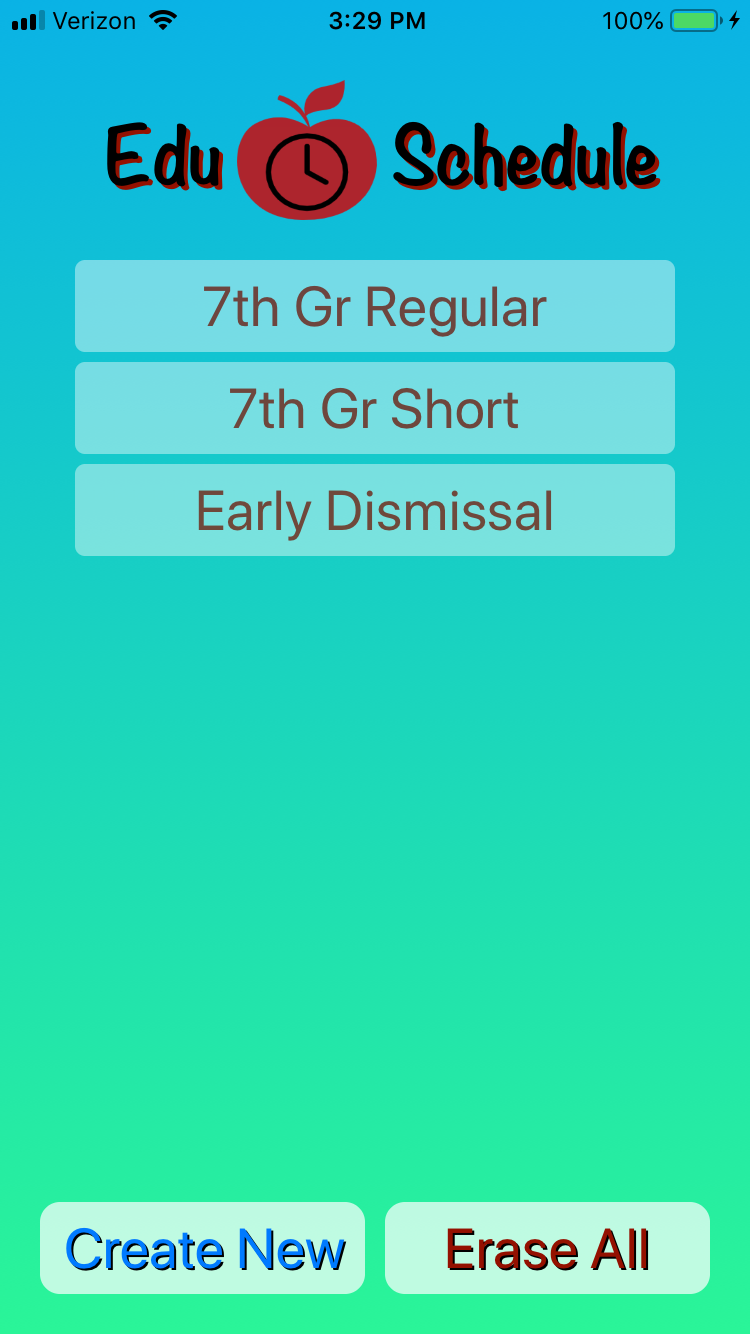 Verizon 3:29 PM 100%
Edu Schedule
7th Gr Regular
7th Gr Short
Early Dismissal
Create New Erase All